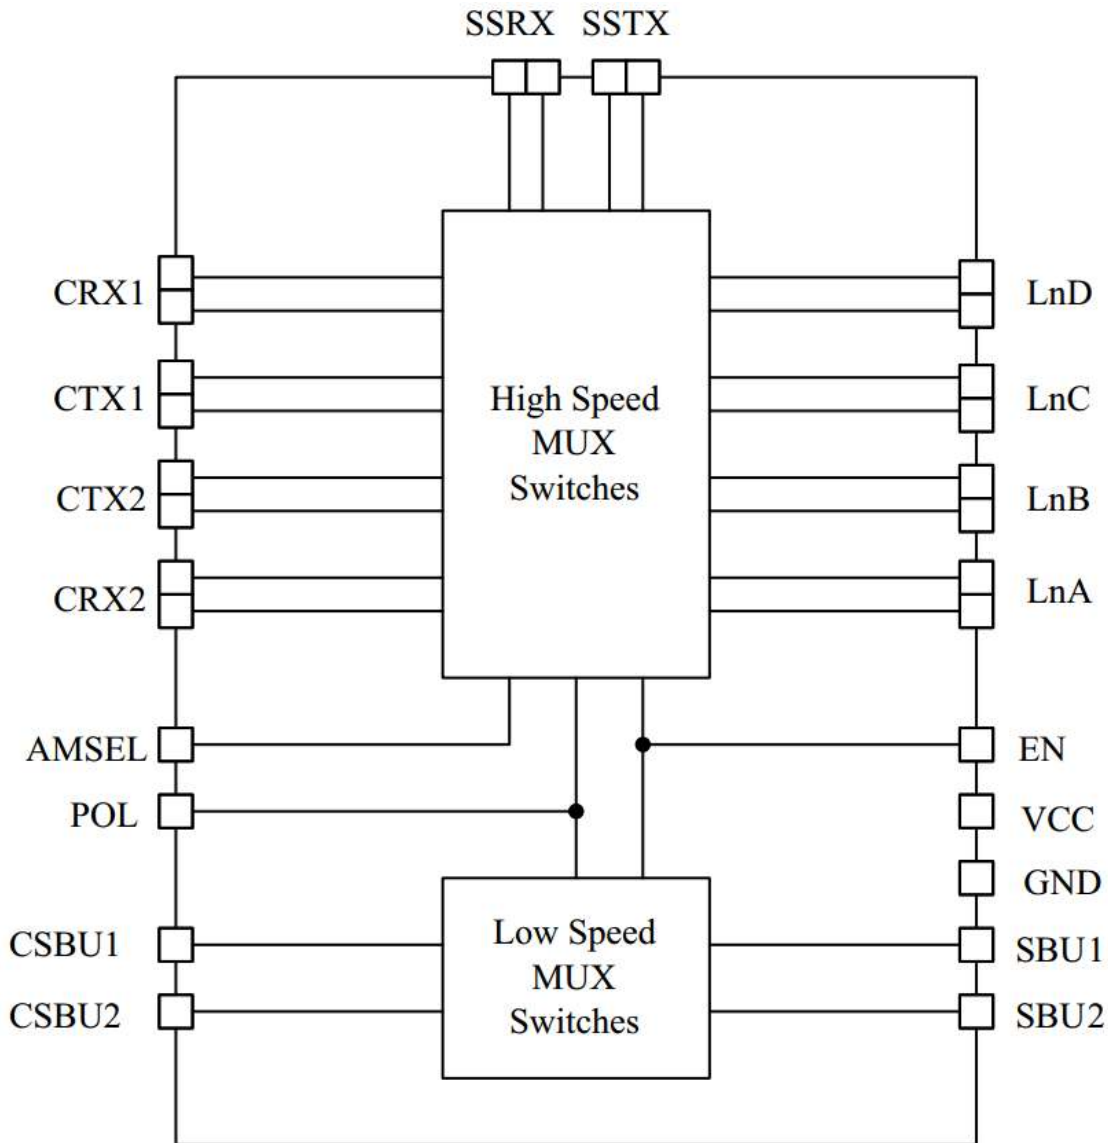 SSRX SSTX
CRX1
LnD
CTX1
High Speed
MUX
Switches
LnC
CTX2
LnB
CRX2
LnA
AMSEL
EN
POL
VCC
GND
CSBU1
Low Speed
MUX
Switches
SBU1
CSBU2
SBU2